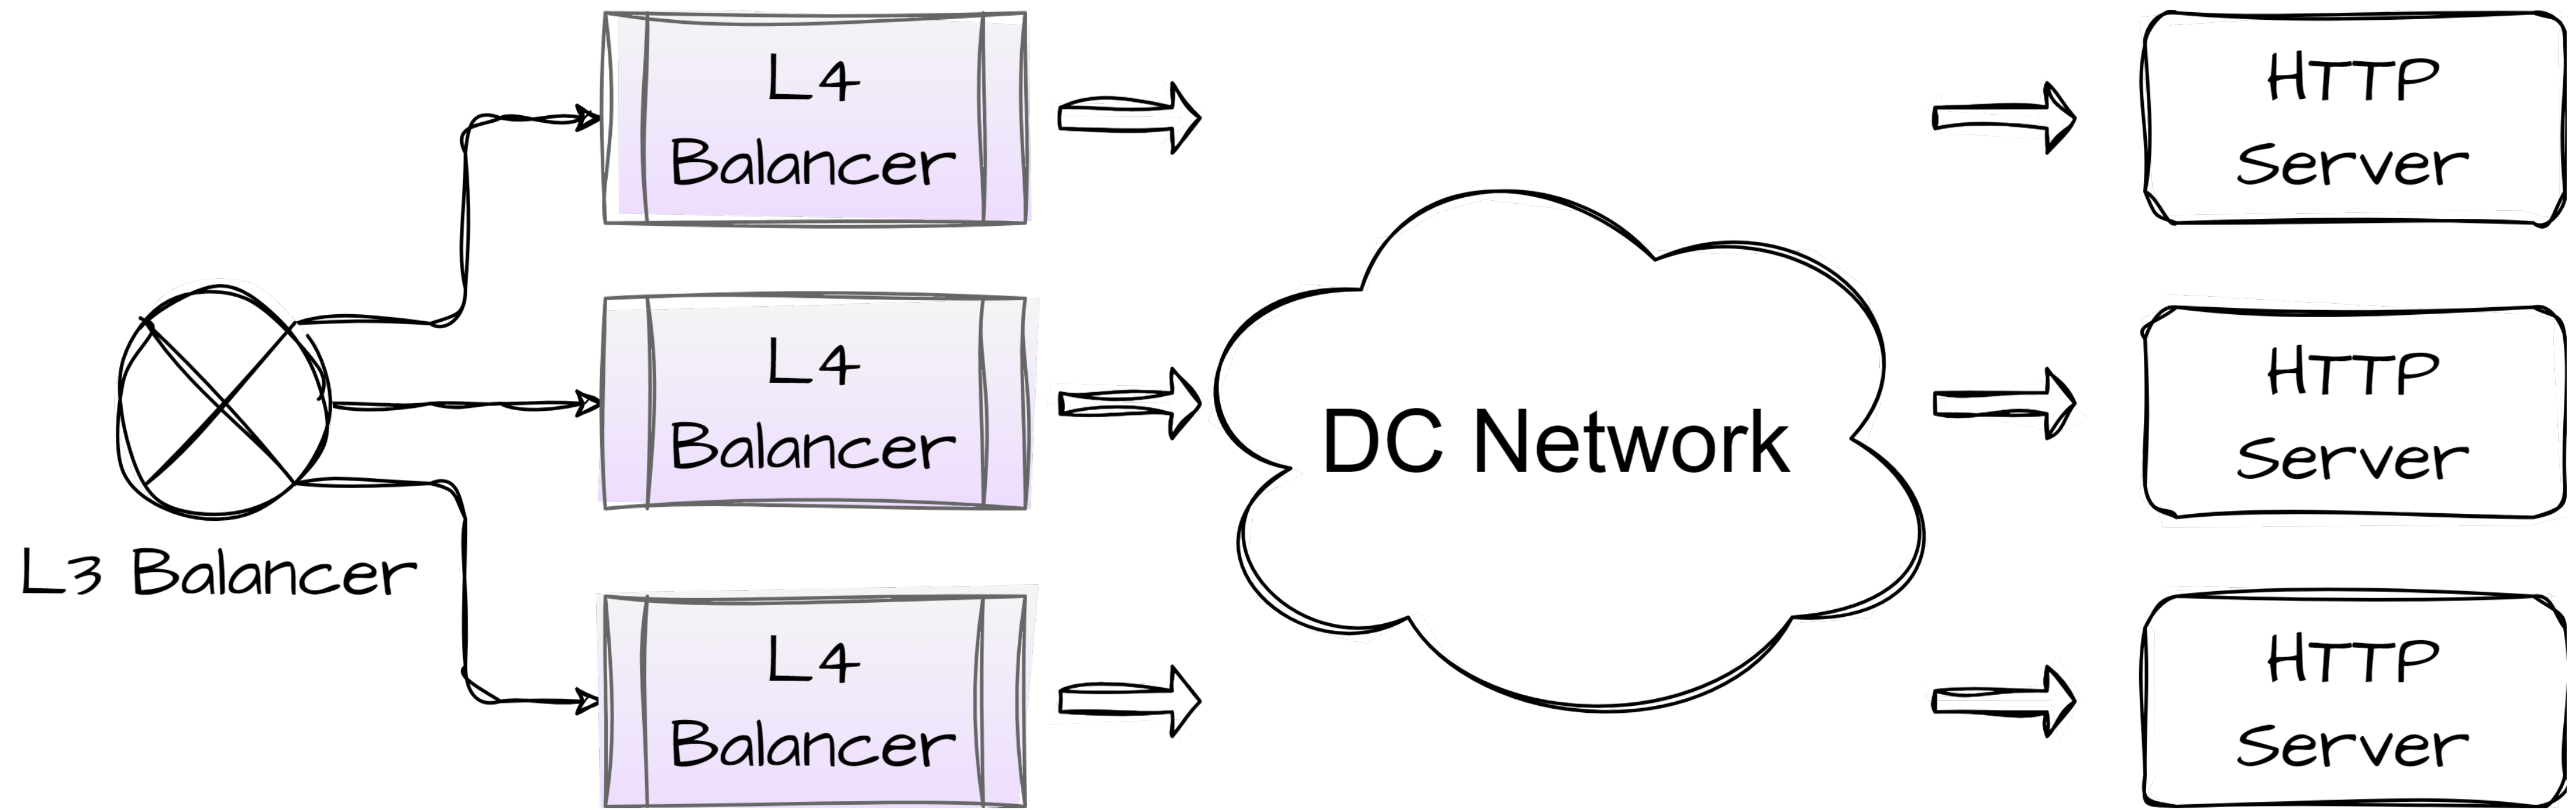 L4
Balancer
HTTP
Server
L4
Balancer
DC Network
HTTP
Server
L3 Balancer
L4
Balancer
HTTP
Server